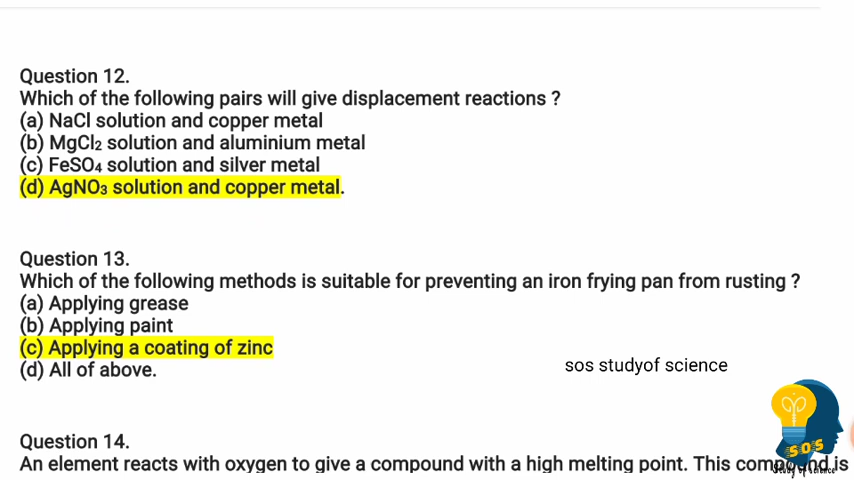 Question 12.
Which of the following pairs will give displacement reactions ?
(a) NaCl solution and copper metal
(b) MgCl₂ solution and aluminium metal
(c) FeSO₄ solution and silver metal
(d) AgNO₃ solution and copper metal.
Question 13.
Which of the following methods is suitable for preventing an iron frying pan from rusting ?
(a) Applying grease
(b) Applying paint
(c) Applying a coating of zinc
(d) All of above.
sos studyof science
Question 14.
An element reacts with oxygen to give a compound with a high melting point. This compound is
SOS
Study of science